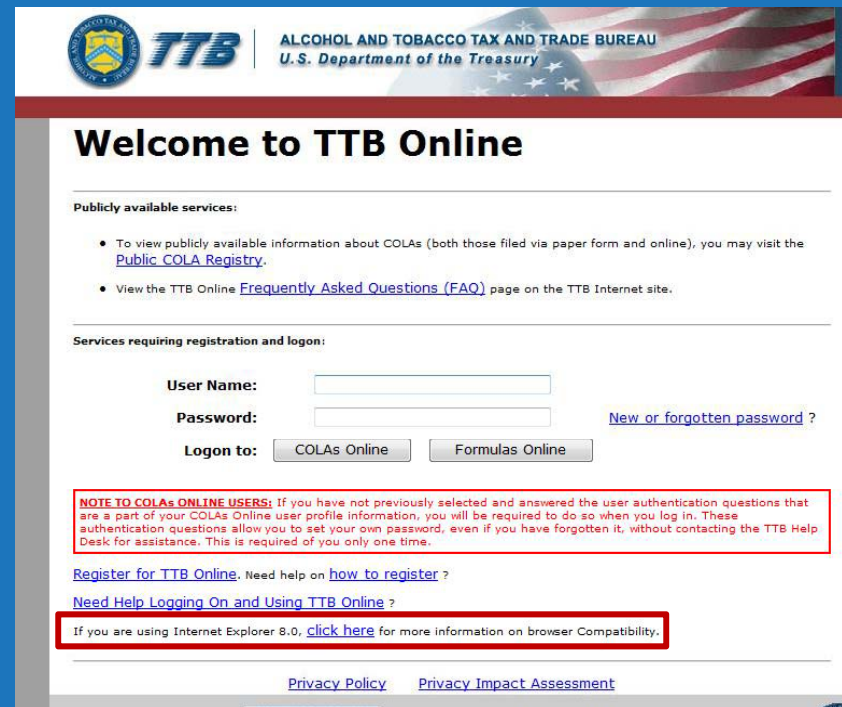 TTB
ALCOHOL AND TOBACCO TAX AND TRADE BUREAU
U.S. Department of the Treasury
Welcome to TTB Online
Publicly available services:
• To view publicly available information about COLAs (both those filed via paper form and online), you may visit the
Public COLA Registry.
• View the TTB Online Frequently Asked Questions (FAQ) page on the TTB Internet site.
Services requiring registration and logon:
User Name:
Password:
New or forgotten password ?
Logon to:
COLAs Online
Formulas Online
NOTE TO COLAs ONLINE USERS: If you have not previously selected and answered the user authentication questions that
are a part of your COLAs Online user profile information, you will be required to do so when you log in. These
authentication questions allow you to set your own password, even if you have forgotten it, without contacting the TTB Help
Desk for assistance. This is required of you only one time.
Register for TTB Online. Need help on how to register ?
Need Help Logging On and Using TTB Online ?
If you are using Internet Explorer 8.0, click here for more information on browser Compatibility.
Privacy Policy
Privacy Impact Assessment